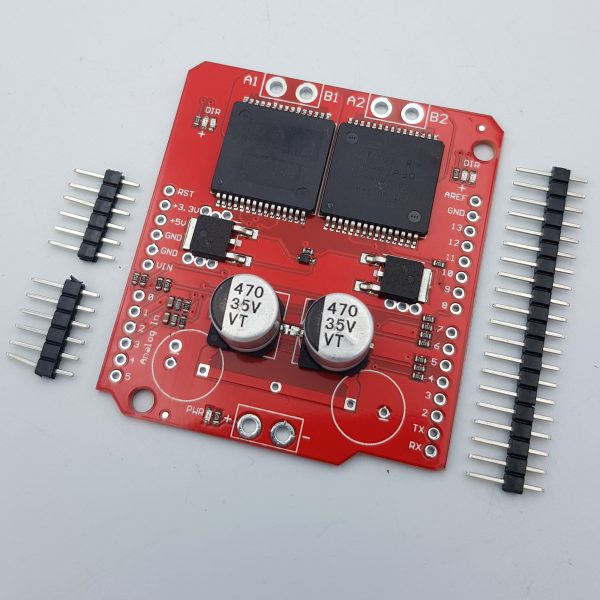 A1
B1
A2
B2
DIR
DIR
RST
+3.3V
+5V
GND
GND
VIN
0
1
2
3
4
5
Analog
AREF
GND
13
12
11
10
9
8
7
6
5
4
3
2
TX
RX
470
35V
VT
470
35V
VT
PWR
+
-